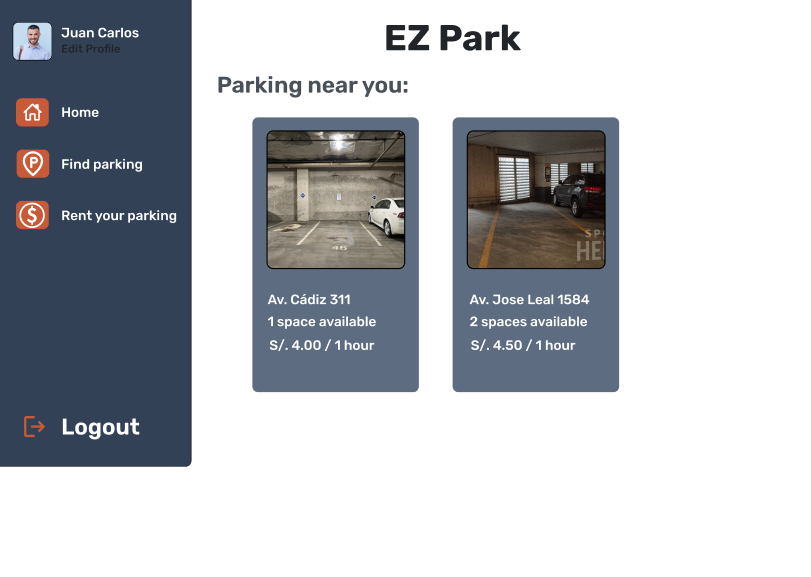 Juan Carlos
Edit Profile
Home
Find parking
Rent your parking
Logout
EZ Park
Parking near you:
45
Av. Cádiz 311
1 space available
S/. 4.00 / 1 hour
Av. Jose Leal 1584
2 spaces available
S/. 4.50 / 1 hour